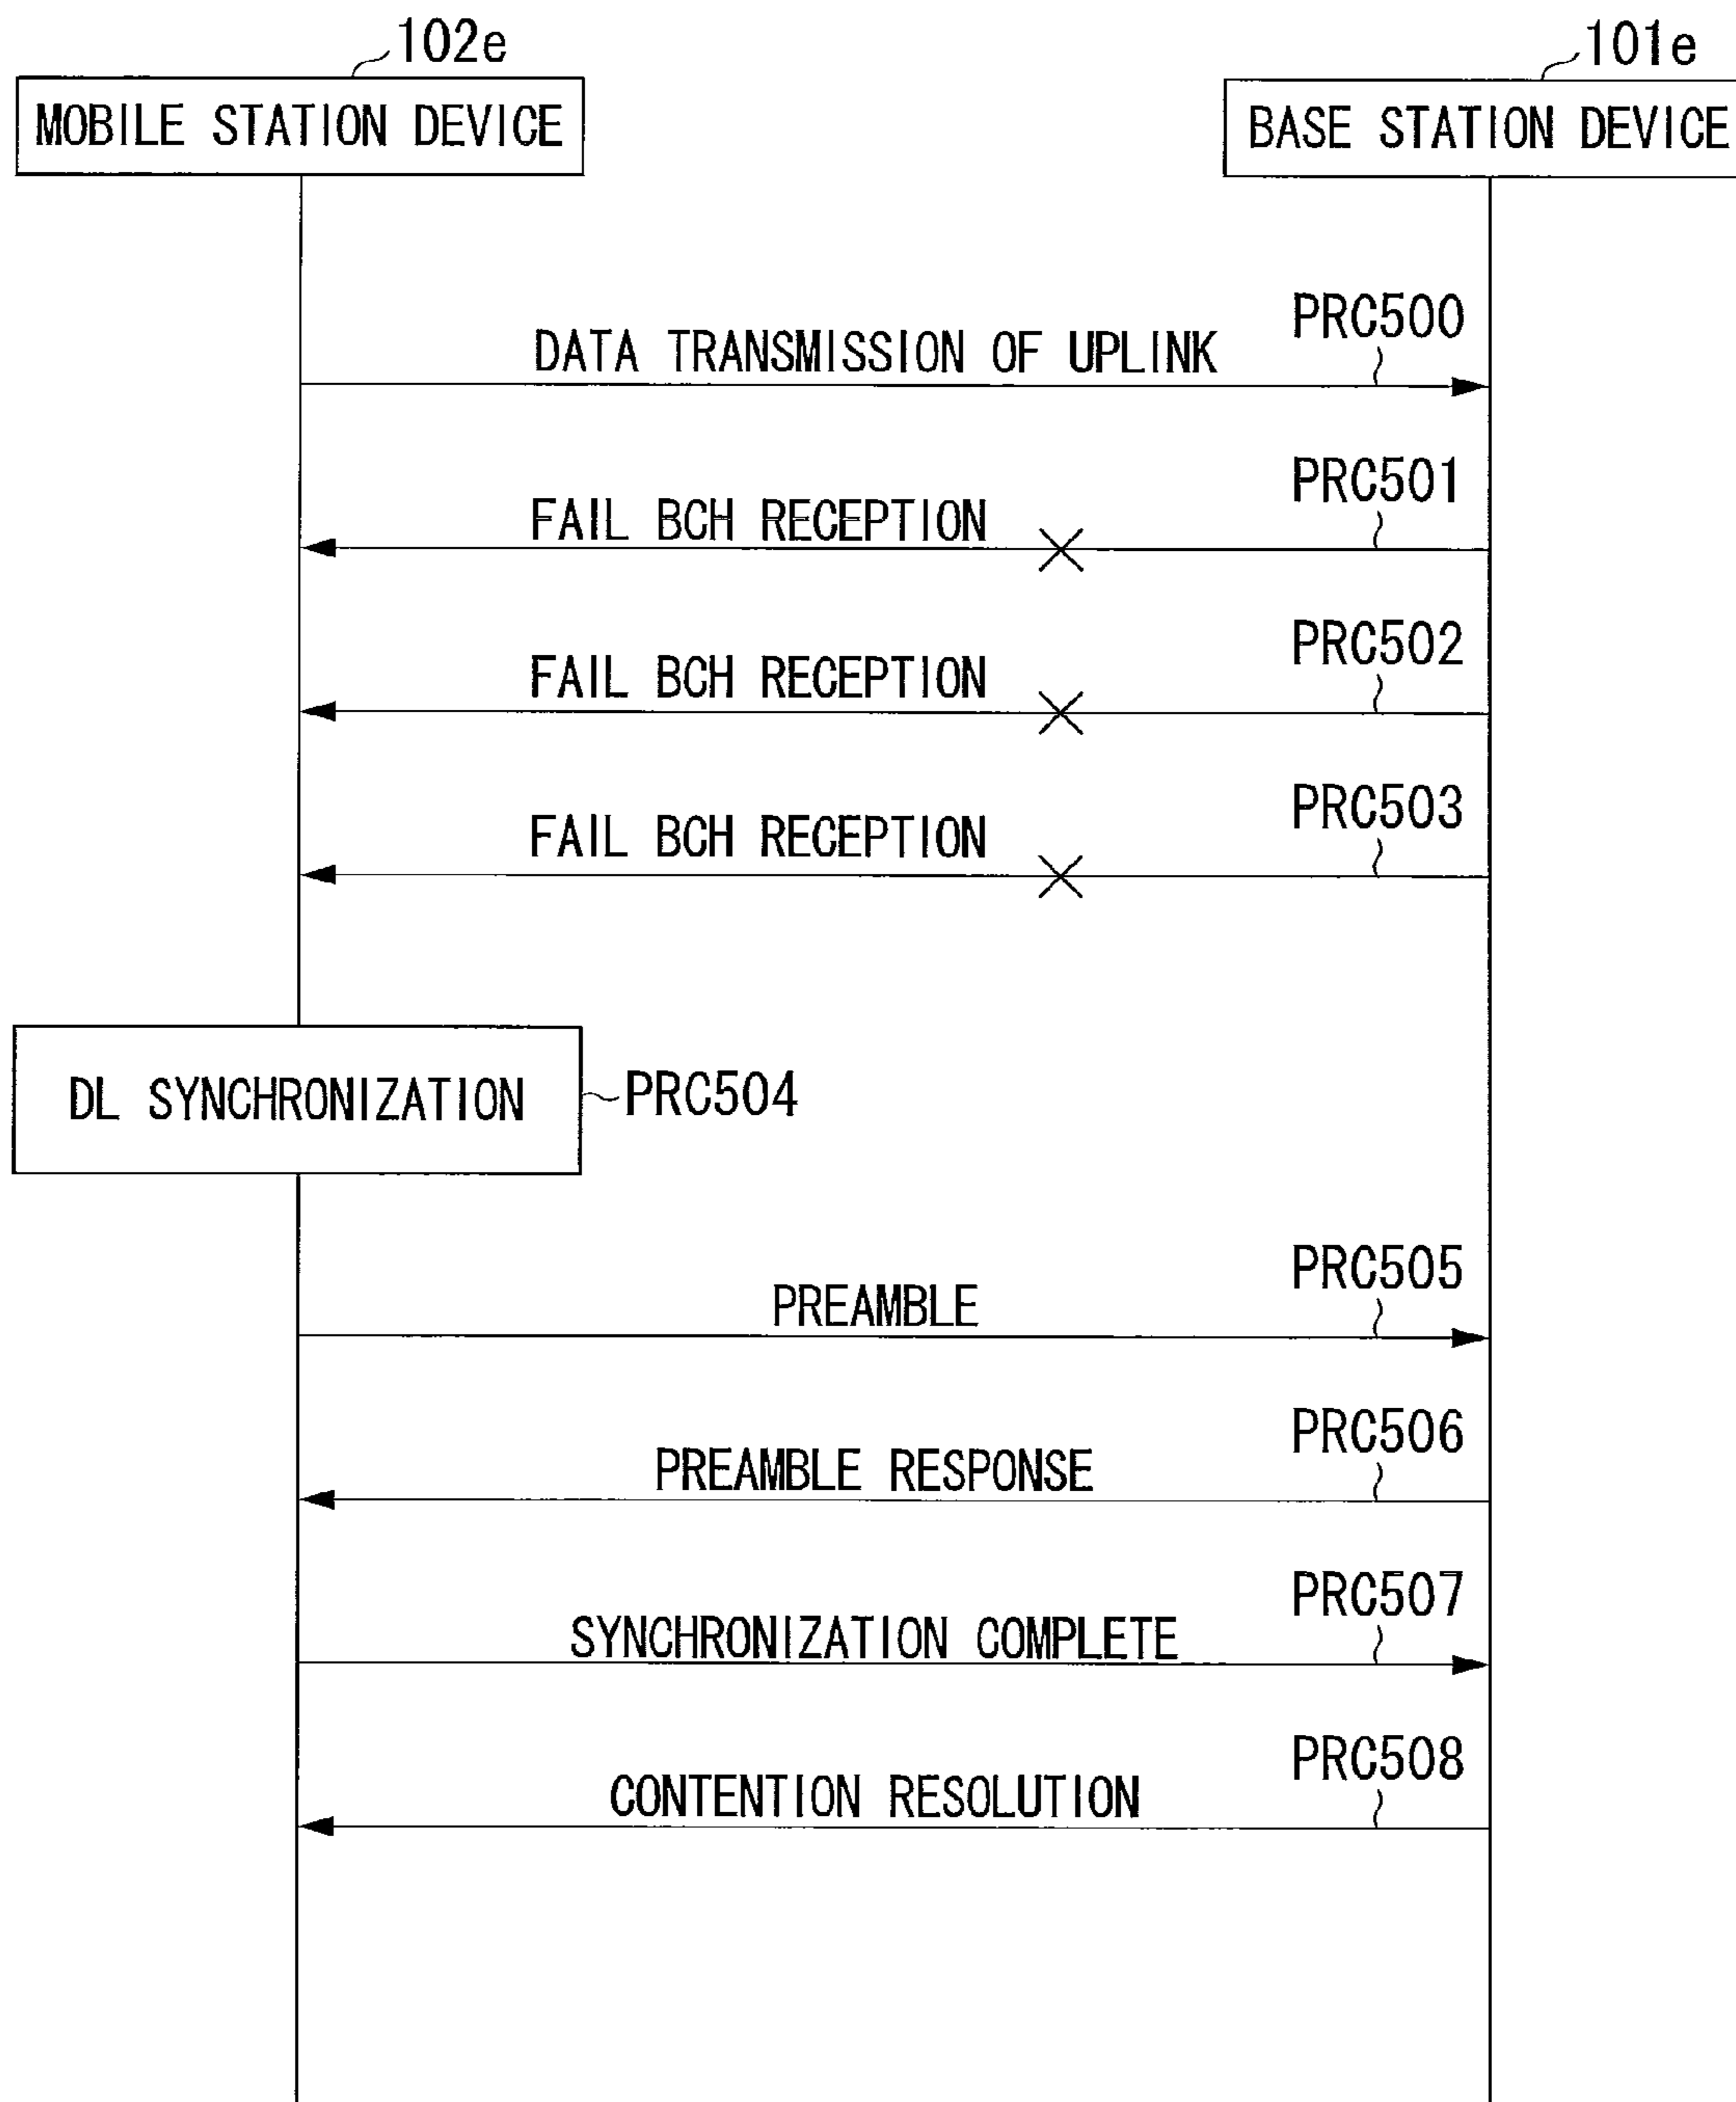 102e
101e
MOBILE STATION DEVICE
BASE STATION DEVICE
PRC500
DATA TRANSMISSION OF UPLINK
PRC501
FAIL BCH RECEPTION
PRC502
FAIL BCH RECEPTION
PRC503
FAIL BCH RECEPTION
DL SYNCHRONIZATION
PRC504
PRC505
PREAMBLE
PRC506
PREAMBLE RESPONSE
PRC507
SYNCHRONIZATION COMPLETE
PRC508
CONTENTION RESOLUTION